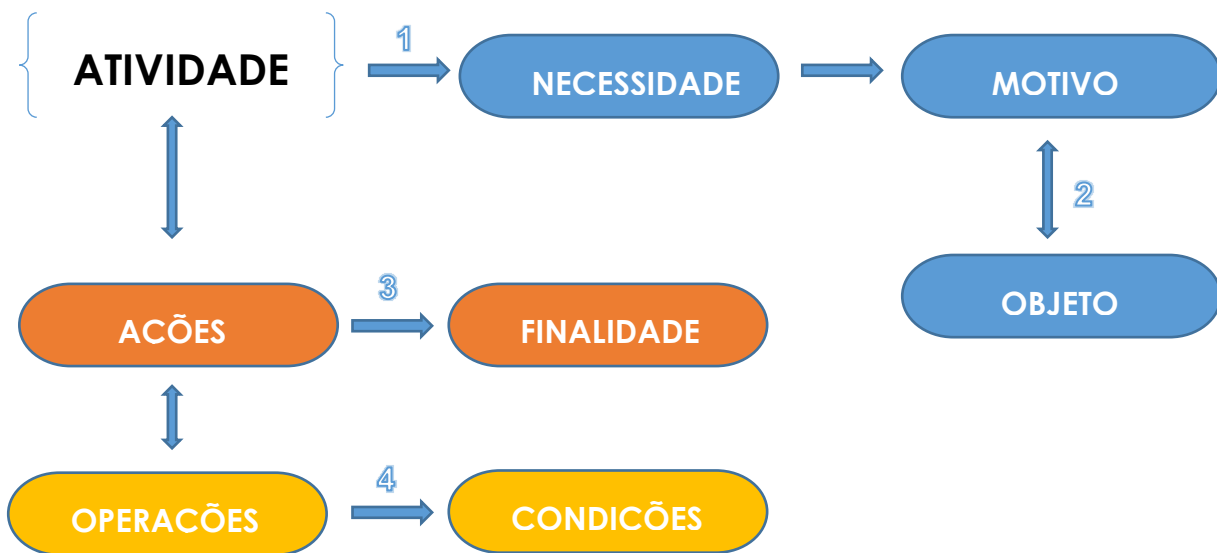 1
ATIVIDADE
NECESSIDADE
MOTIVO
2
3
ACÕES
FINALIDADE
OBJETO
4
OPERACÕES
CONDICÕES